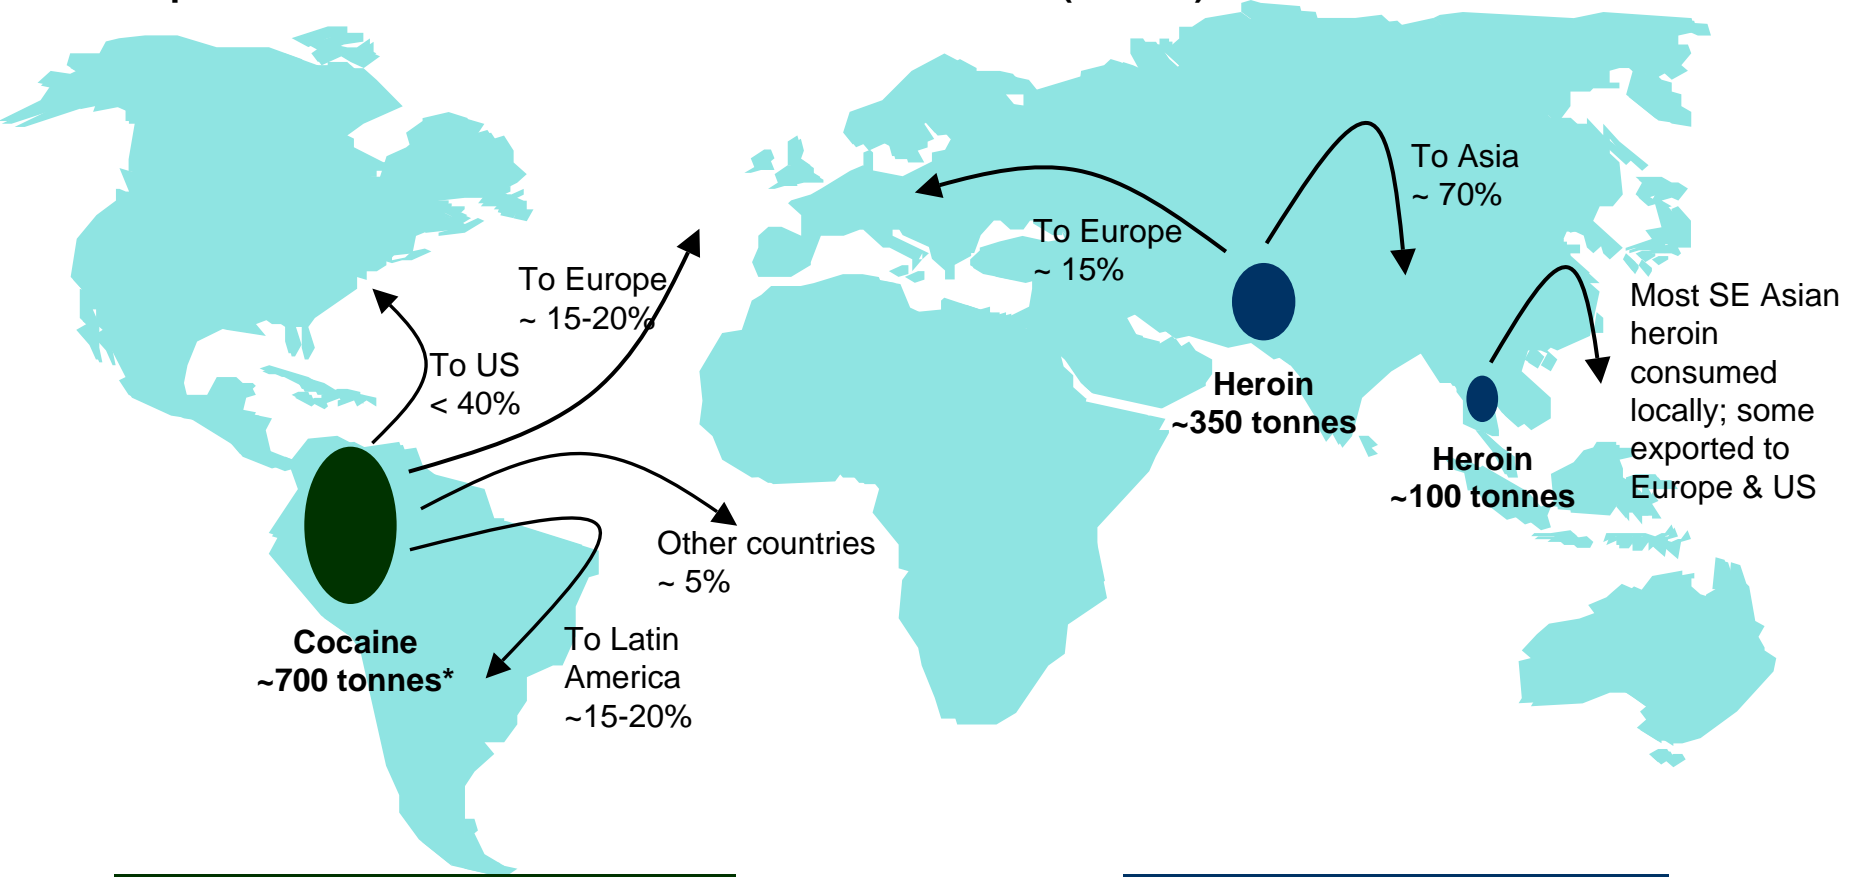 To Asia
~ 70%
To Europe
~ 15%
To Europe
~ 15-20%
To US
< 40%
Most SE Asian
heroin
consumed
locally; some
exported to
Europe & US
Heroin
~350 tonnes
Heroin
~100 tonnes
Other countries
~ 5%
Cocaine
~700 tonnes*
To Latin
America
~15-20%